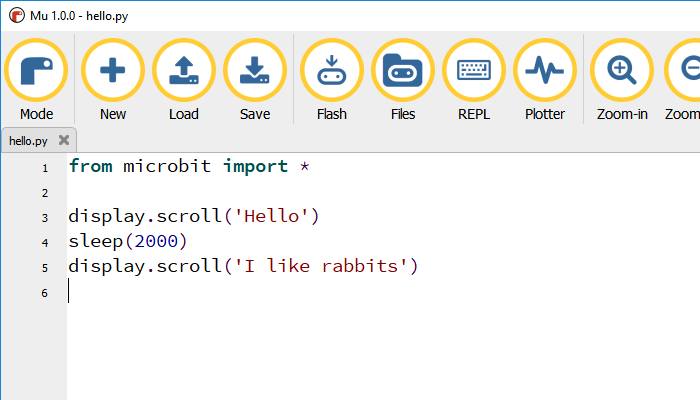 Mu 1.0.0 - hello.py
Mode New Load Save Flash Files REPL Plotter Zoom-in Zoom
hello.py
1 from microbit import *
2
3 display.scroll('Hello')
4 sleep(2000)
5 display.scroll('I like rabbits')
6